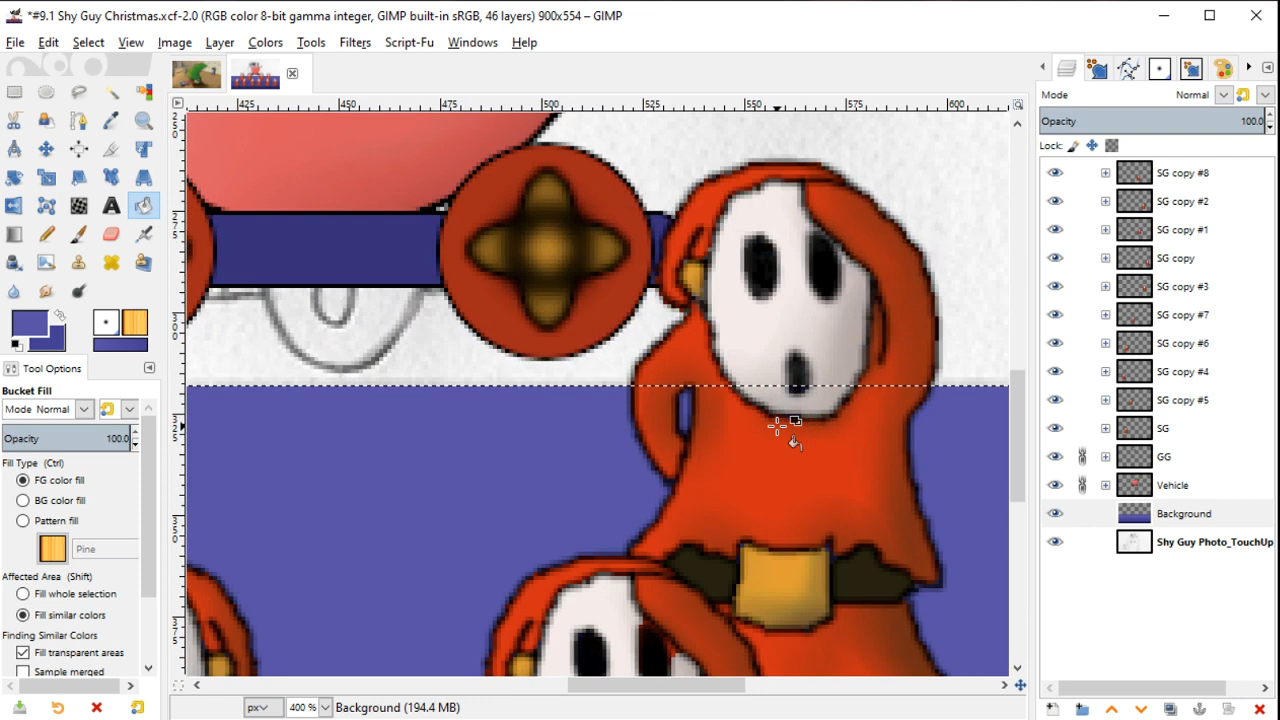 *#9.1 Shy Guy Christmas.xcf-2.0 (RGB color 8-bit gamma integer, GIMP built-in sRGB, 46 layers) 900x554 – GIMP
File Edit Select View Image Layer Colors Tools Filters Script-Fu Windows Help
425 450 475 500 525 550 575 600
Mode Normal
Opacity 100.0
Lock:
SG copy #8
SG copy #2
SG copy #1
SG copy
SG copy #3
SG copy #7
SG copy #6
SG copy #4
SG copy #5
SG
GG
Vehicle
Background
Shy Guy Photo_TouchUp
Tool Options
Bucket Fill
Mode Normal
Opacity 100.0
Fill Type (Ctrl)
FG color fill
BG color fill
Pattern fill
Pine
Affected Area (Shift)
Fill whole selection
Fill similar colors
Finding Similar Colors
Fill transparent areas
Sample merged
px 400 % Background (194.4 MB)